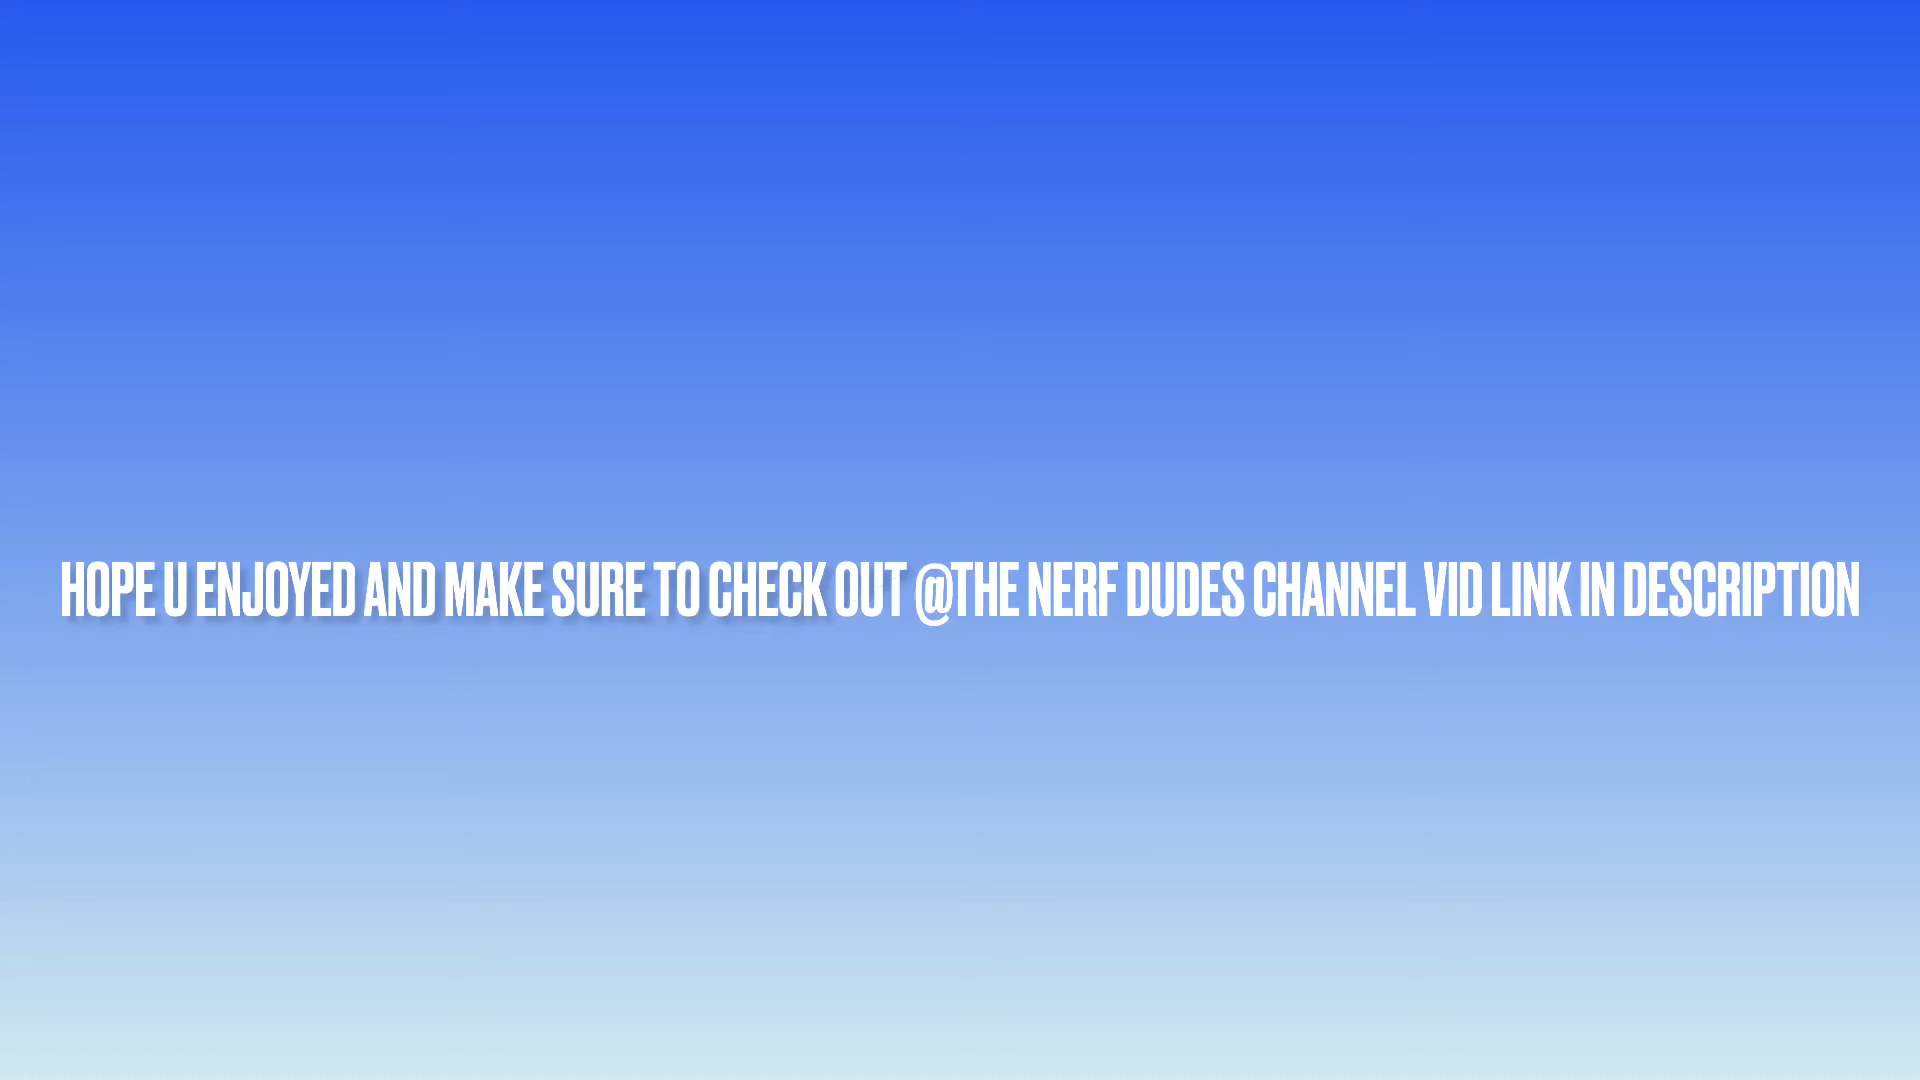 HOPE U ENJOYED AND MAKE SURE TO CHECK OUT @THE NERF DUDES CHANNEL VID LINK IN DESCRIPTION